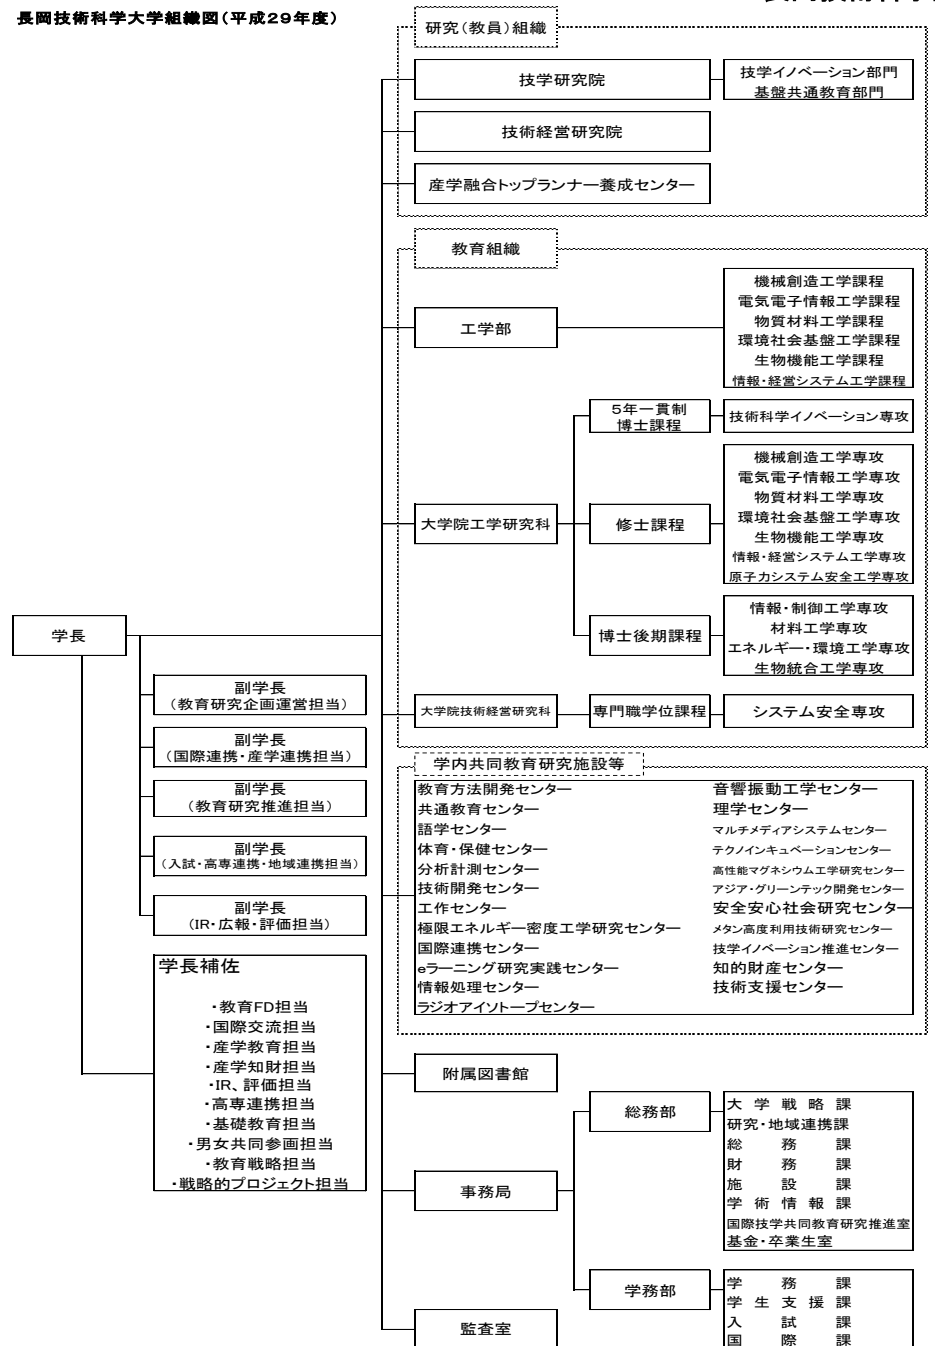 長岡技術科学大学組織図(平成29年度)
研究(教員)組織
技学研究院
技学イノベーション部門
基盤共通教育部門
技術経営研究院
産学融合トップランナー養成センター
教育組織
工学部
機械創造工学課程
電気電子情報工学課程
物質材料工学課程
環境社会基盤工学課程
生物機能工学課程
情報・経営システム工学課程
大学院工学研究科
5年一貫制
博士課程
技術科学イノベーション専攻
修士課程
機械創造工学専攻
電気電子情報工学専攻
物質材料工学専攻
環境社会基盤工学専攻
生物機能工学専攻
情報・経営システム工学専攻
原子力システム安全工学専攻
博士後期課程
情報・制御工学専攻
材料工学専攻
エネルギー・環境工学専攻
生物統合工学専攻
大学院技術経営研究科
専門職学位課程
システム安全専攻
学長
副学長
(教育研究企画運営担当)
副学長
(国際連携・産学連携担当)
副学長
(教育研究推進担当)
副学長
(入試・高専連携・地域連携担当)
副学長
(IR・広報・評価担当)
学長補佐
・教育FD担当
・国際交流担当
・産学教育担当
・産学知財担当
・IR、評価担当
・高専連携担当
・基礎教育担当
・男女共同参画担当
・教育戦略担当
・戦略的プロジェクト担当
学内共同教育研究施設等
教育方法開発センター
共通教育センター
語学センター
体育・保健センター
分析計測センター
技術開発センター
工作センター
極限エネルギー密度工学研究センター
国際連携センター
eラーニング研究実践センター
情報処理センター
ラジオアイソトープセンター
音響振動工学センター
理学センター
マルチメディアシステムセンター
テクノインキュベーションセンター
高性能マグネシウム工学研究センター
アジア・グリーンテック開発センター
安全安心社会研究センター
メタン高度利用技術研究センター
技学イノベーション推進センター
知的財産センター
技術支援センター
附属図書館
事務局
総務部
大学戦略課
研究・地域連携課
総務課
財務課
施設課
学術情報課
国際技学共同教育研究推進室
基金・卒業生室
学務部
学務課
学生支援課
入試課
国際課
監査室